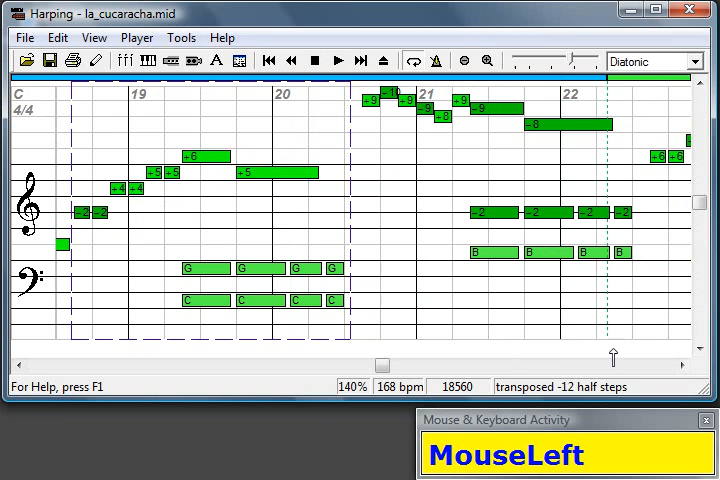 Harping - la_cucaracha.mid
File Edit View Player Tools Help
Diatonic
C 19 20 21 22
4/4
+9 -10 +9 -9 +8 +9 -9
-8
+6 +6 +6
+5 +5 +5
+4 +4
-2 -2 -2 -2 -2 -2
B B B B
G G G G
C C C C
For Help, press F1 140% 168 bpm 18560 transposed -12 half steps
Mouse & Keyboard Activity
MouseLeft